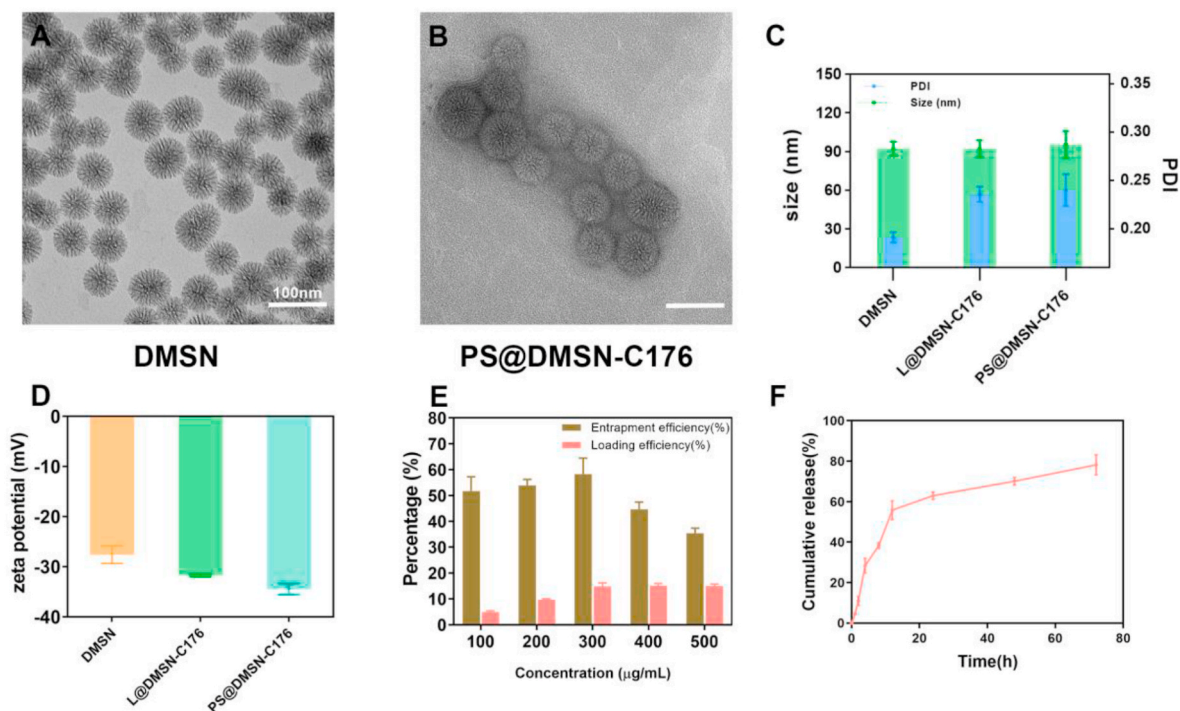 A
100nm
DMSN
B
PS@DMSN-C176
C
150
120
90
60
30
0
size (nm)
PDI
Size (nm)
0.35
0.30
0.25
0.20
PDI
DMSN
L@DMSN-C176
PS@DMSN-C176
D
0
-10
-20
-30
-40
zeta potential (mV)
DMSN
L@DMSN-C176
PS@DMSN-C176
E
80
70
60
50
40
30
20
10
0
Percentage (%)
Entrapment efficiency(%)
Loading efficiency(%)
100 200 300 400 500
Concentration (μg/mL)
F
100
80
60
40
20
0
Cumulative release(%)
0 20 40 60 80
Time(h)